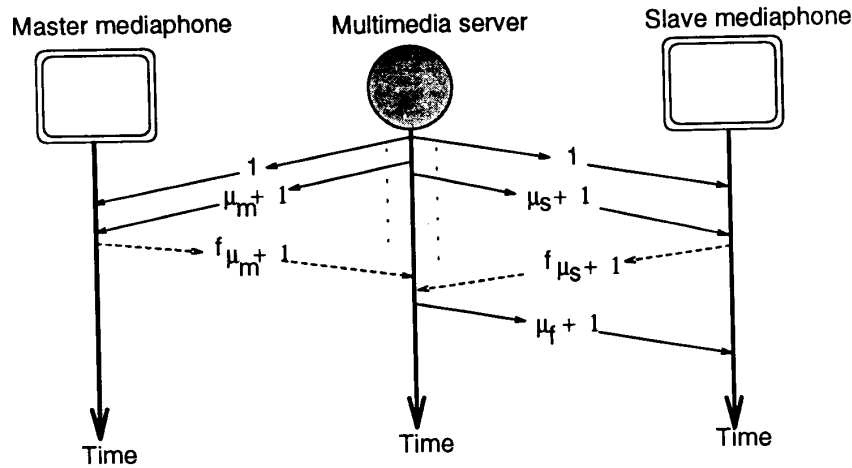 Master mediaphone
Multimedia server
Slave mediaphone
1
1
μm+ 1
μs+ 1
fμm+ 1
fμs+ 1
μf + 1
Time
Time
Time